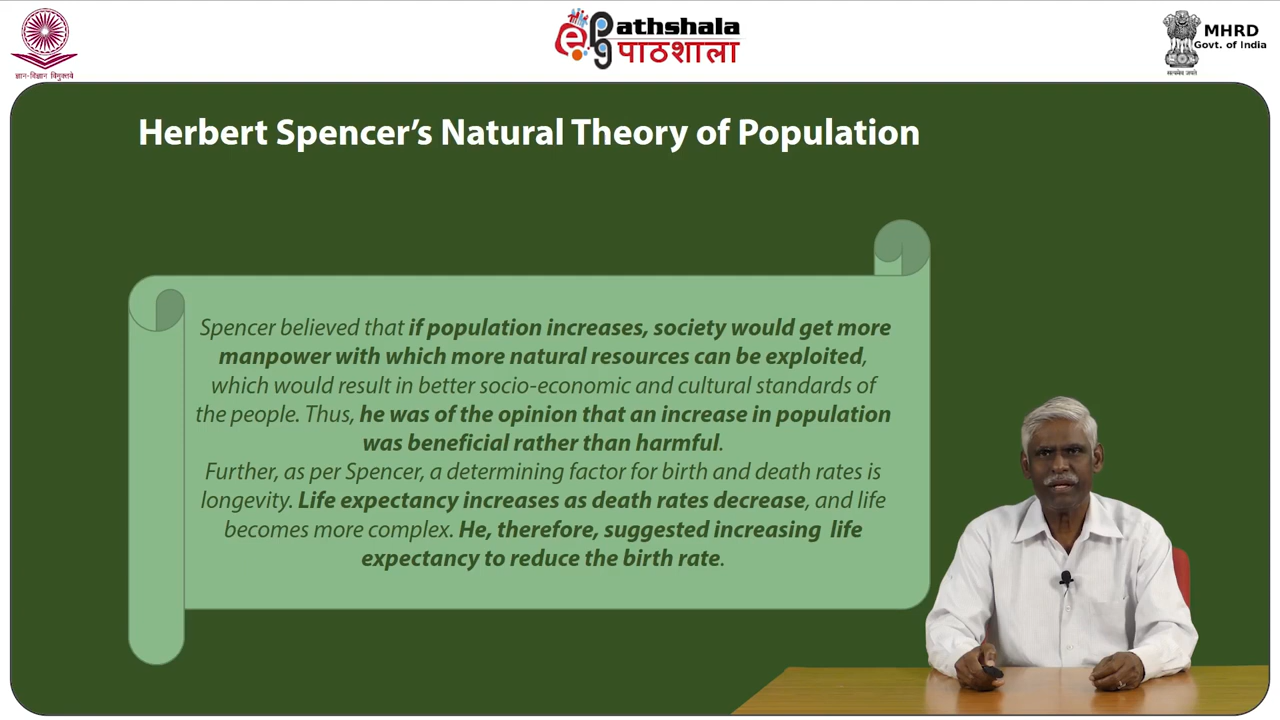 ज्ञान-विज्ञान विमुक्तये
ePG Pathshala
पाठशाला
MHRD
Govt. of India
सत्यमेव जयते
Herbert Spencer’s Natural Theory of Population
Spencer believed that if population increases, society would get more
manpower with which more natural resources can be exploited,
which would result in better socio-economic and cultural standards of
the people. Thus, he was of the opinion that an increase in population
was beneficial rather than harmful.
Further, as per Spencer, a determining factor for birth and death rates is
longevity. Life expectancy increases as death rates decrease, and life
becomes more complex. He, therefore, suggested increasing life
expectancy to reduce the birth rate.